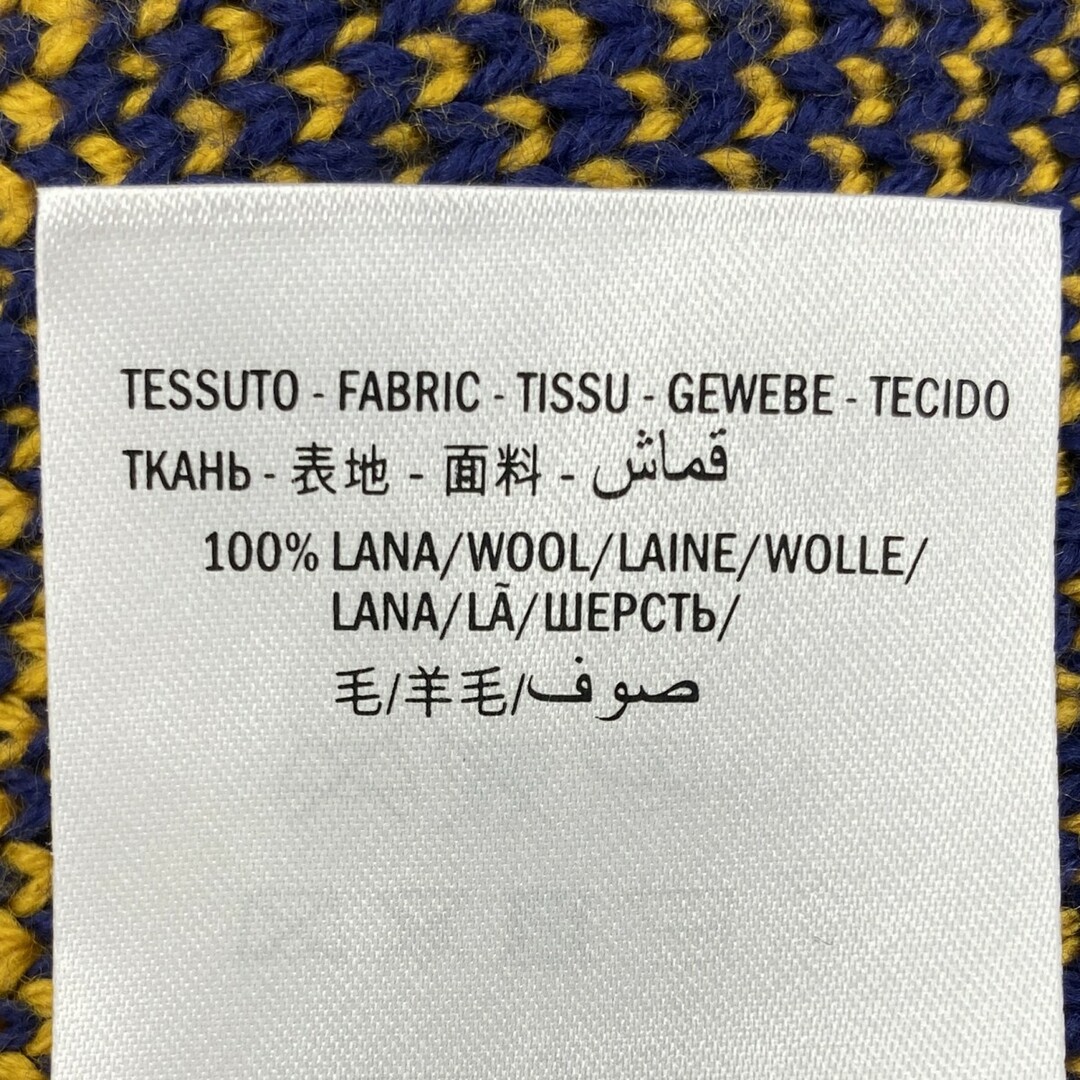 TESSUTO - FABRIC - TISSU - GEWEBE - TECIDO
ТКАНЬ - 表地 - 面料 - قماش
100% LANA/WOOL/LAINE/WOLLE/
LANA/LÃ/ШЕРСТЬ/
毛/羊毛/صوف